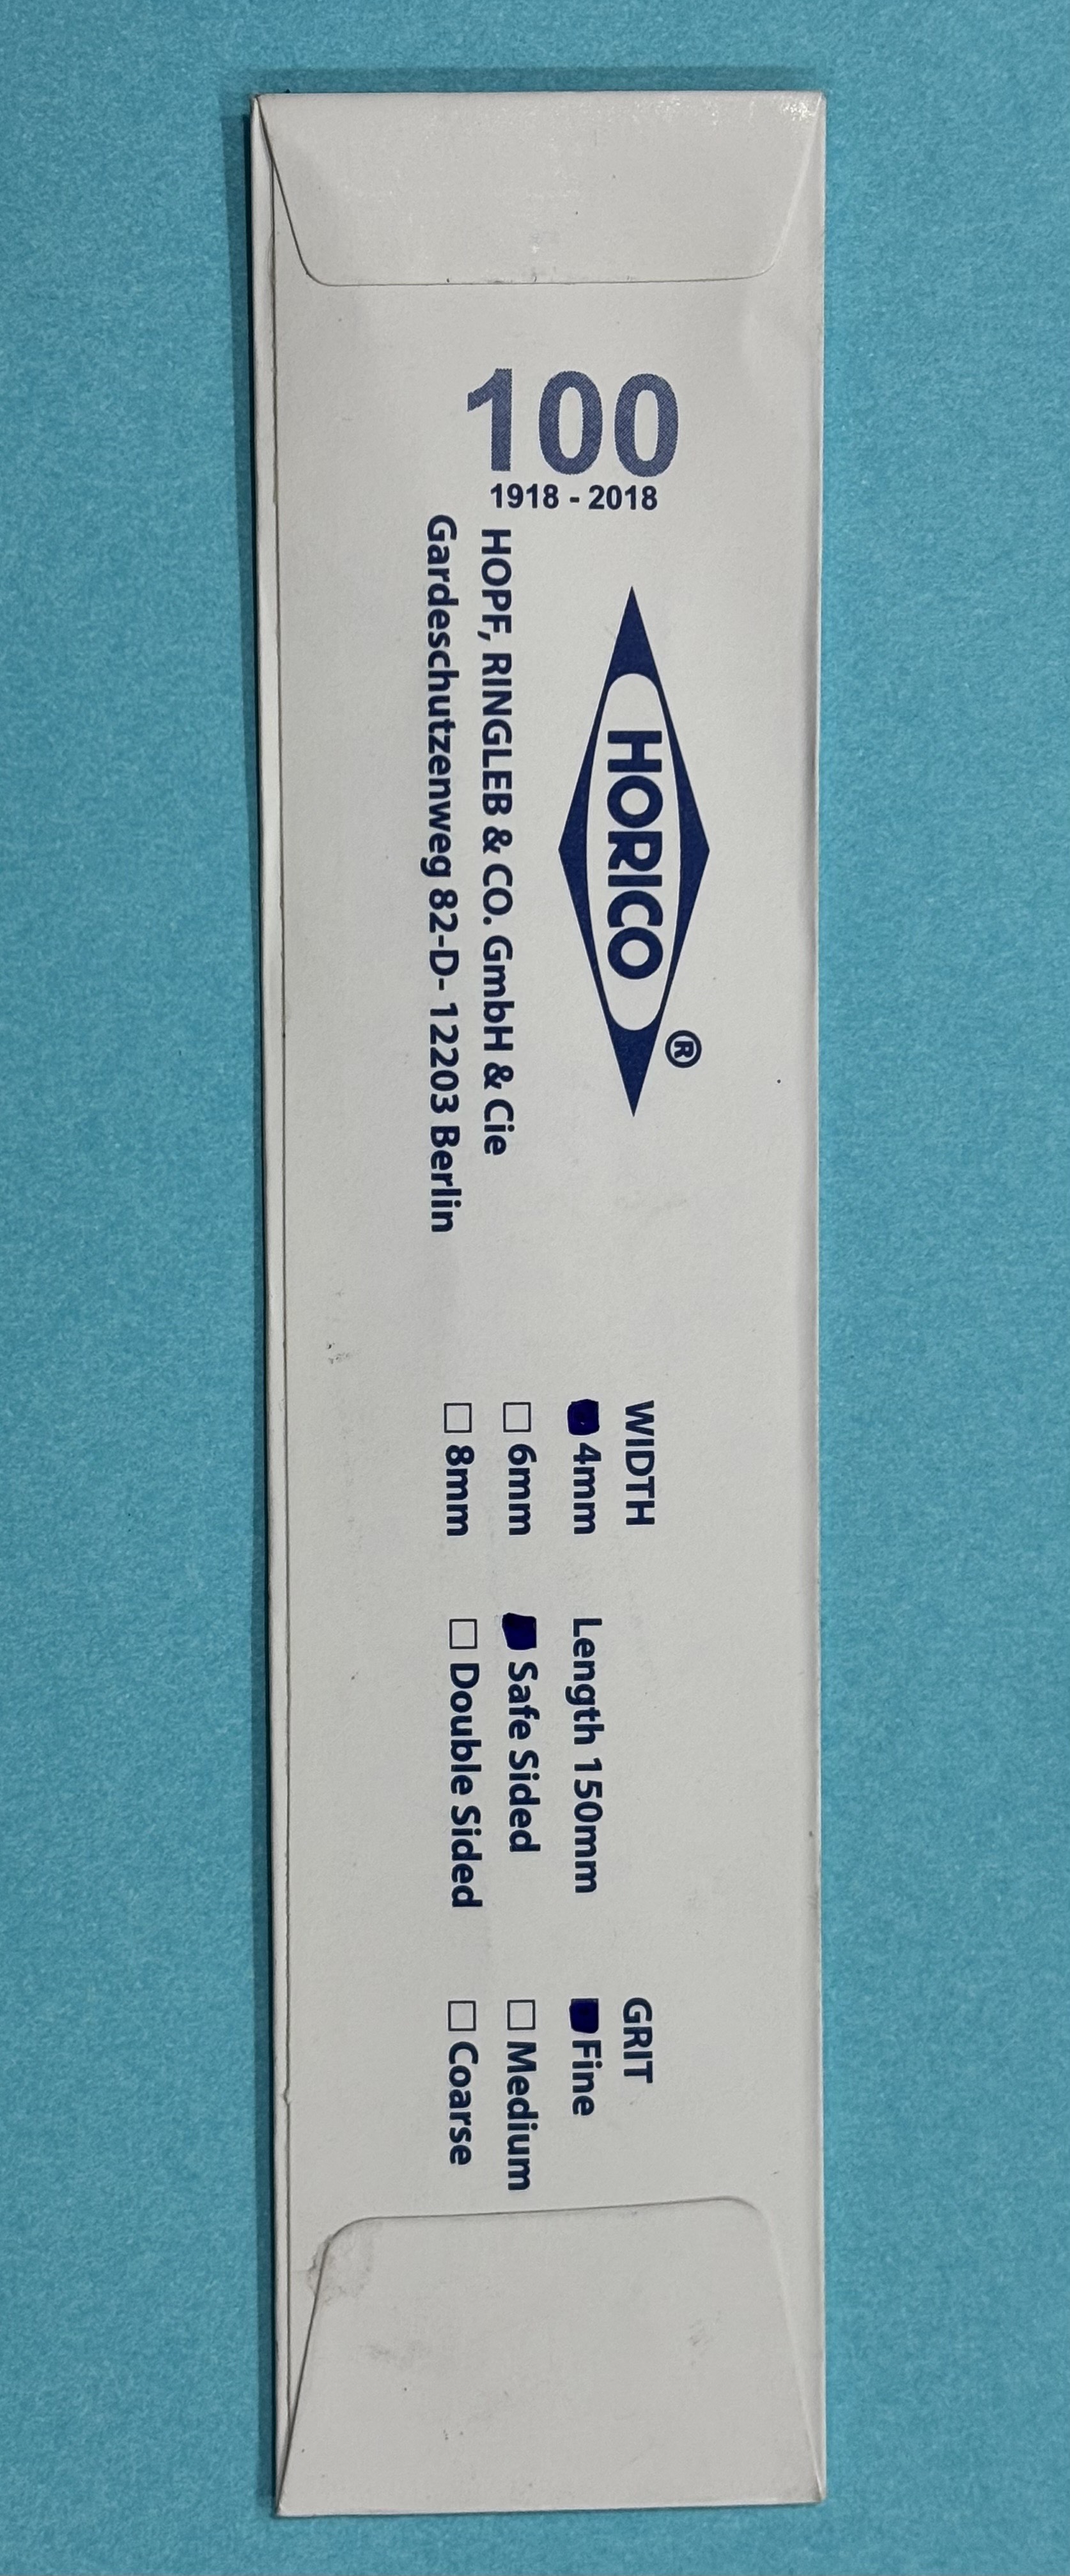 100
1918 - 2018
HORICO ®
HOPF, RINGLEB & CO. GmbH & Cie
Gardeschutzenweg 82-D- 12203 Berlin
WIDTH
4mm
6mm
8mm
Length 150mm
Safe Sided
Double Sided
GRIT
Fine
Medium
Coarse